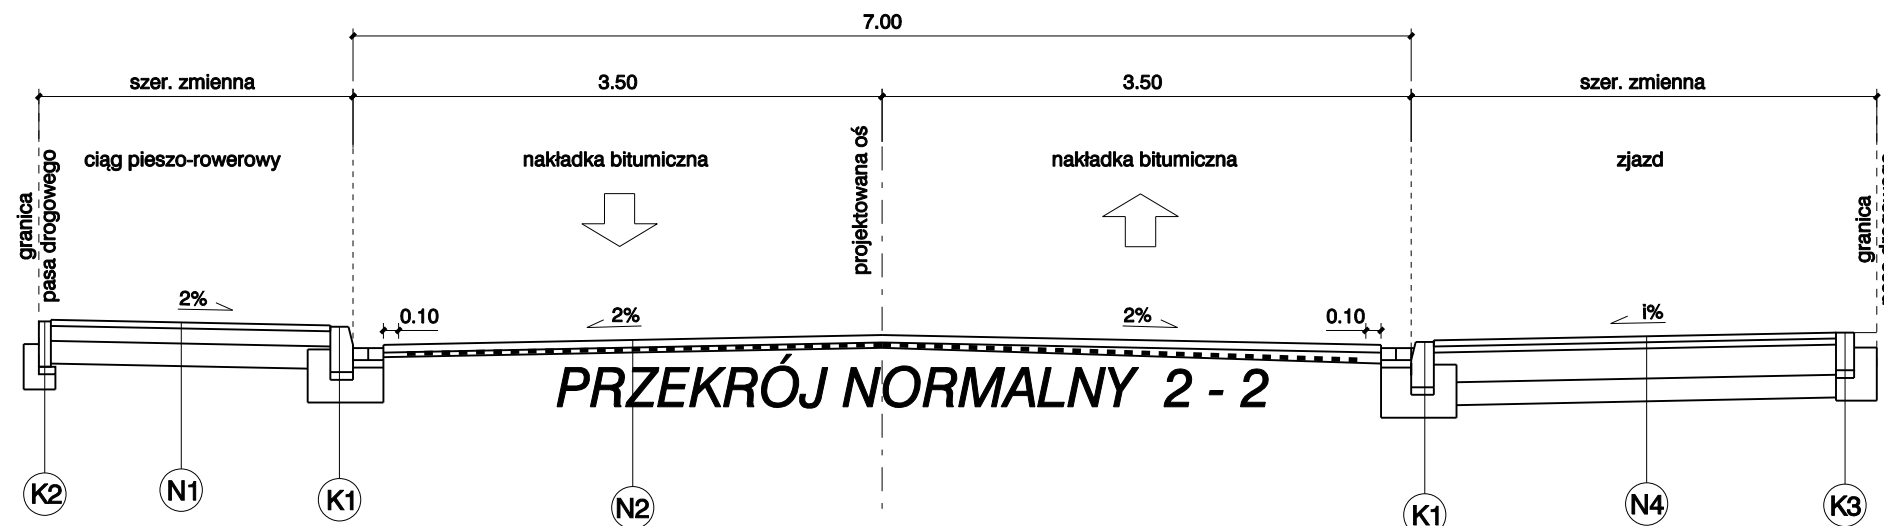 7.00
szer. zmienna
3.50
3.50
szer. zmienna
granica
pasa drogowego
ciąg pieszo-rowerowy
nakładka bitumiczna
projektowana oś
nakładka bitumiczna
zjazd
granica
2%
0.10
2%
2%
0.10
i%
PRZEKRÓJ NORMALNY 2 - 2
K2
N1
K1
N2
K1
N4
K3